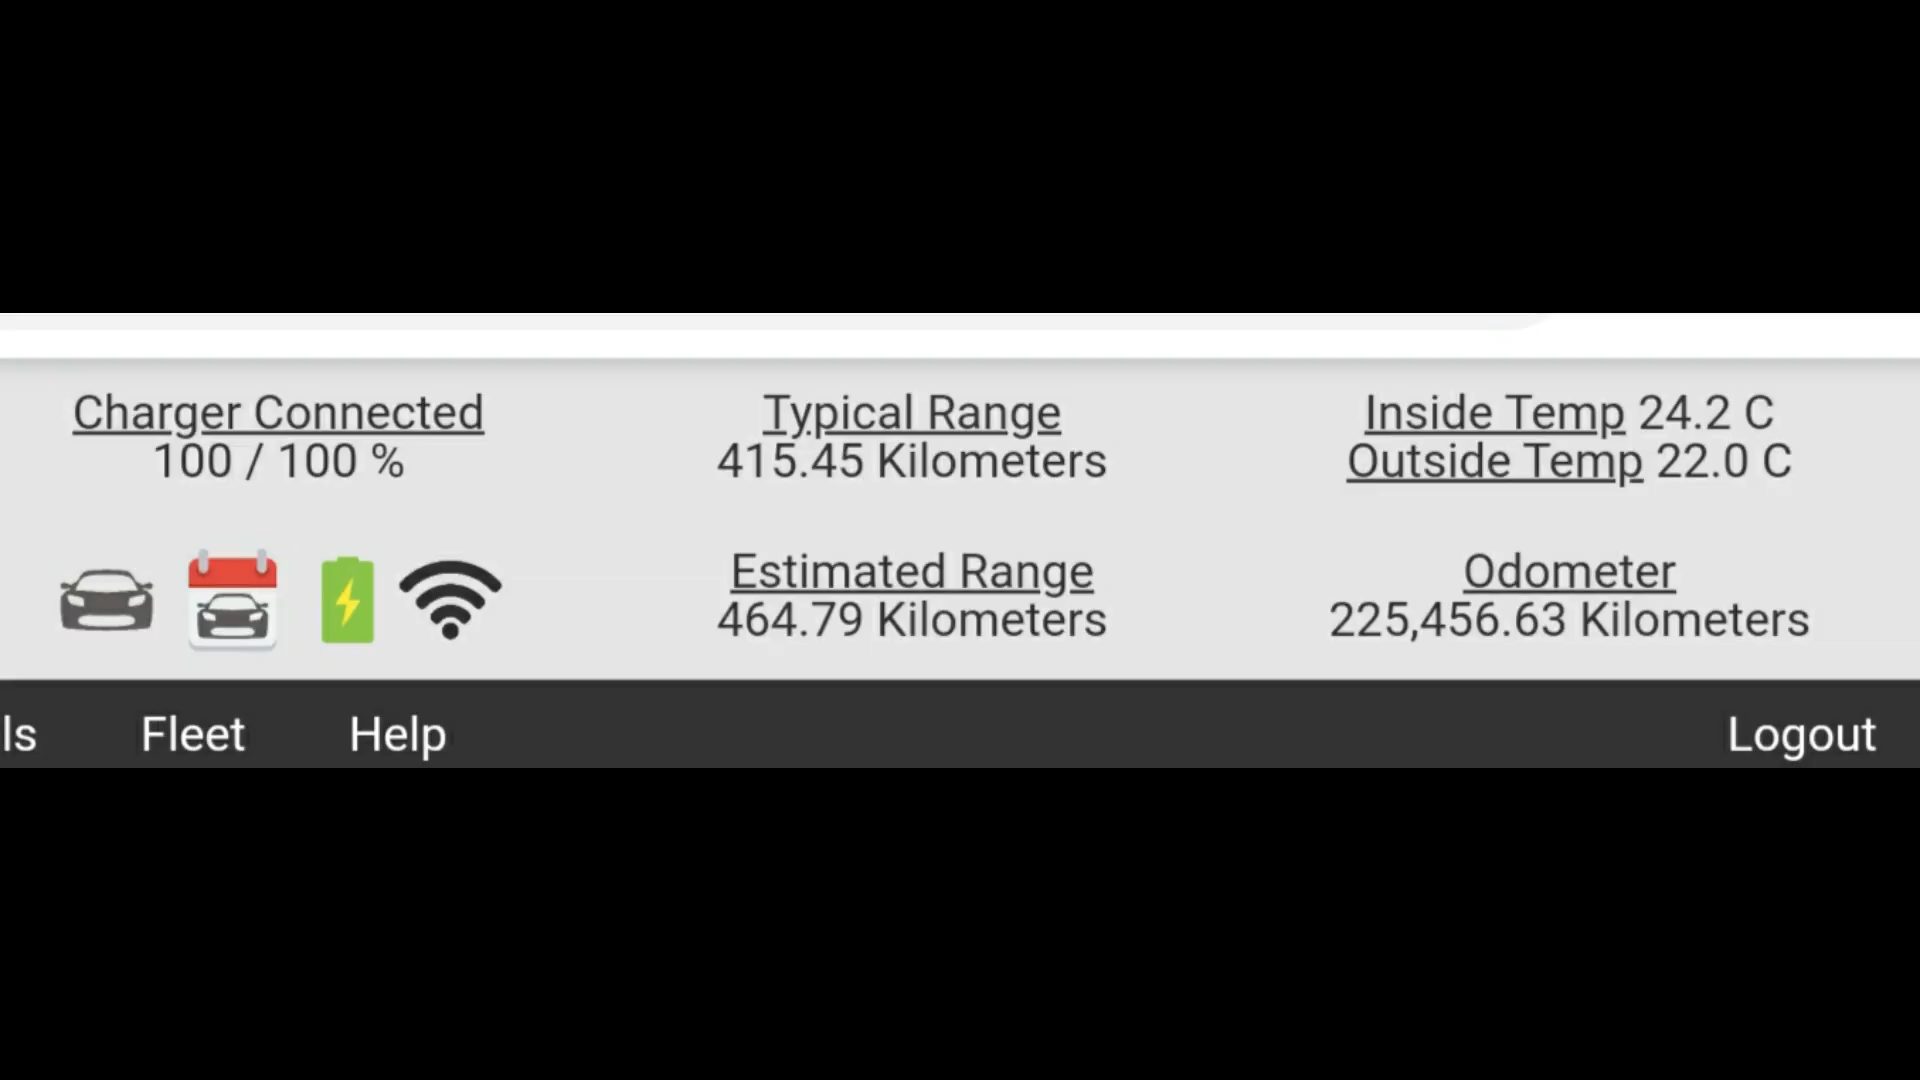 Charger Connected
100 / 100 %
Typical Range
415.45 Kilometers
Inside Temp 24.2 C
Outside Temp 22.0 C
Estimated Range
464.79 Kilometers
Odometer
225,456.63 Kilometers
ls
Fleet
Help
Logout